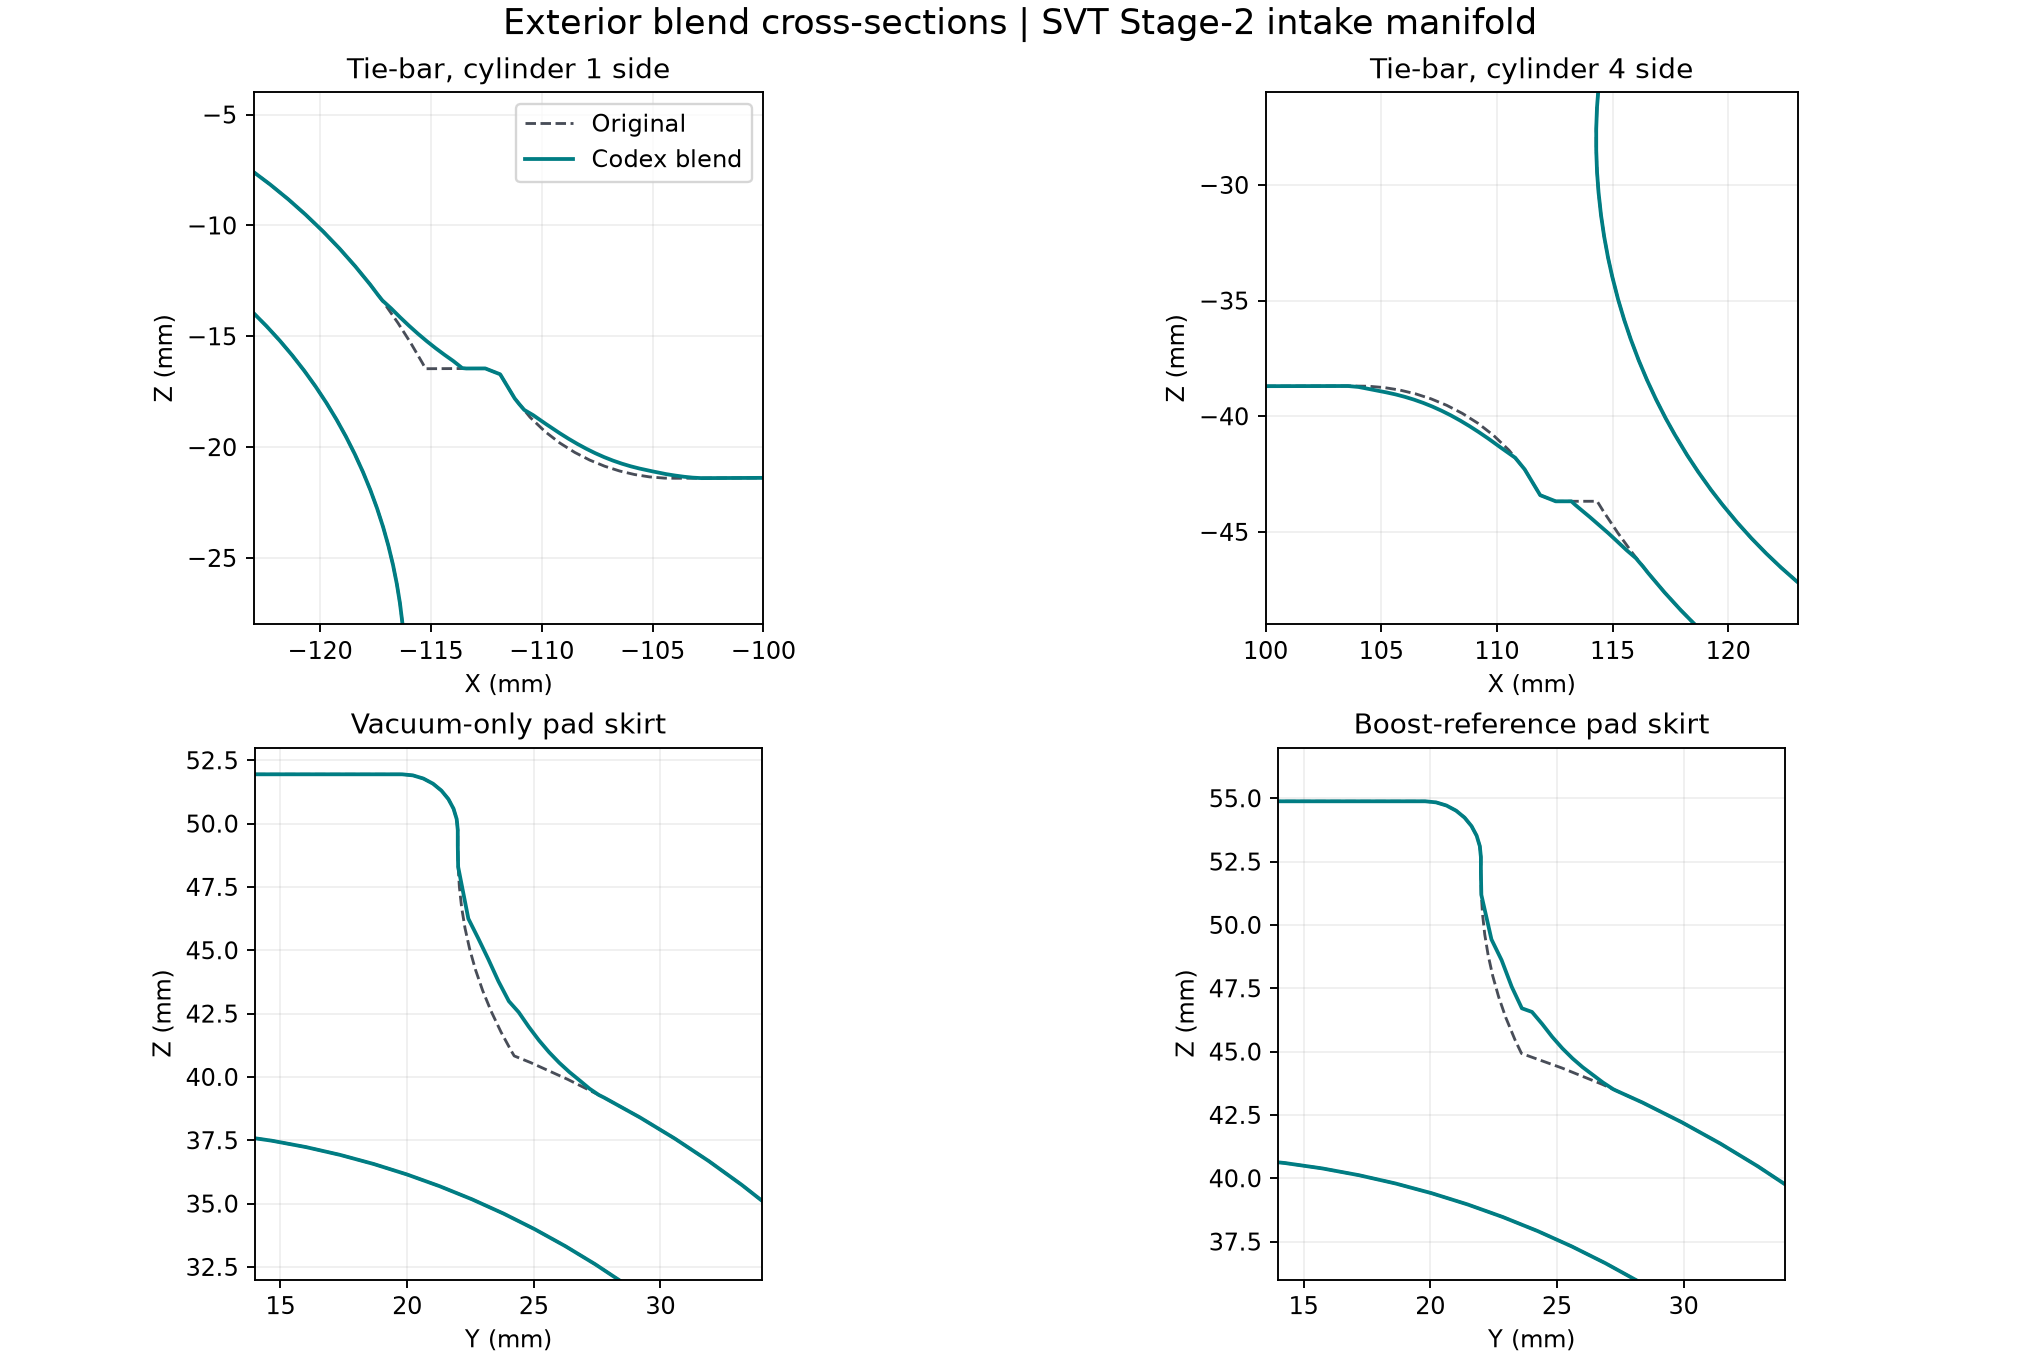 Exterior blend cross-sections | SVT Stage-2 intake manifold
Tie-bar, cylinder 1 side
Original
Codex blend
−5
−10
−15
−20
−25
Z (mm)
−120 −115 −110 −105 −100
X (mm)
Tie-bar, cylinder 4 side
−30
−35
−40
−45
Z (mm)
100 105 110 115 120
X (mm)
Vacuum-only pad skirt
52.5
50.0
47.5
45.0
42.5
40.0
37.5
35.0
32.5
Z (mm)
15 20 25 30
Y (mm)
Boost-reference pad skirt
55.0
52.5
50.0
47.5
45.0
42.5
40.0
37.5
Z (mm)
15 20 25 30
Y (mm)